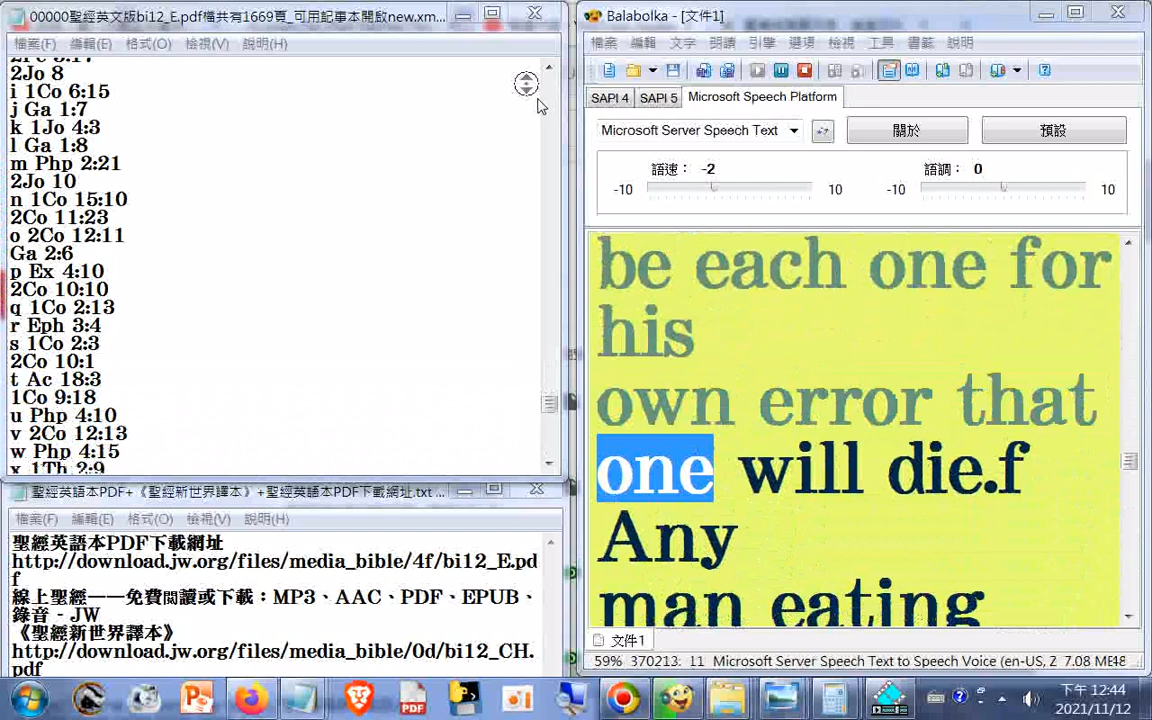 00000聖經英文版bi12_E.pdf檔共有1669頁_可用記事本開啟new.xm...
檔案(F) 編輯(E) 格式(O) 檢視(V) 說明(H)
2Jo 8
i 1Co 6:15
j Ga 1:7
k 1Jo 4:3
l Ga 1:8
m Php 2:21
2Jo 10
n 1Co 15:10
2Co 11:23
o 2Co 12:11
Ga 2:6
p Ex 4:10
2Co 10:10
q 1Co 2:13
r Eph 3:4
s 1Co 2:3
2Co 10:1
t Ac 18:3
1Co 9:18
u Php 4:10
v 2Co 12:13
w Php 4:15
x 1Th 2:9
聖經英語本PDF+《聖經新世界譯本》+聖經英語本PDF下載網址.txt ...
檔案(F) 編輯(E) 格式(O) 檢視(V) 說明(H)
聖經英語本PDF下載網址
http://download.jw.org/files/media_bible/4f/bi12_E.pd
f
線上聖經——免費閱讀或下載：MP3、AAC、PDF、EPUB、
錄音 - JW
《聖經新世界譯本》
http://download.jw.org/files/media_bible/0d/bi12_CH.
pdf
Balabolka - [文件1]
檔案 編輯 文字 朗讀 引擎 選項 檢視 工具 書籤 說明
SAPI 4 SAPI 5 Microsoft Speech Platform
Microsoft Server Speech Text 關於 預設
語速： -2 語調： 0
-10 10 -10 10
be each one for
his
own error that
one will die.f
Any
man eating
文件1
59% 370213: 11 Microsoft Server Speech Text to Speech Voice (en-US, Z 7.08 ME48
下午 12:44
2021/11/12